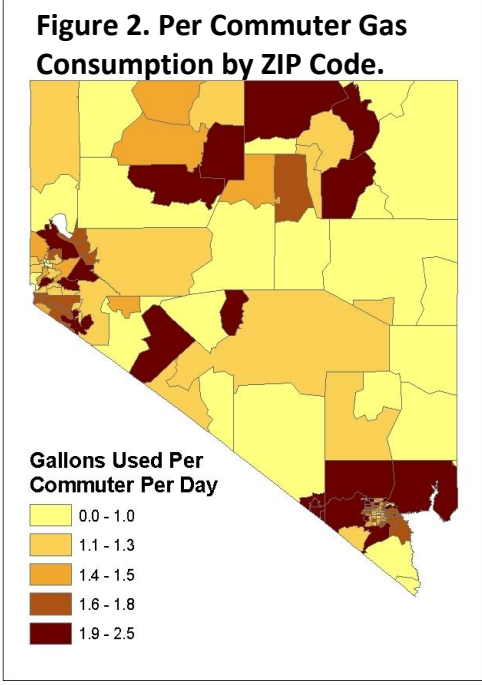 Figure 2. Per Commuter Gas
Consumption by ZIP Code.
Gallons Used Per
Commuter Per Day
0.0 - 1.0
1.1 - 1.3
1.4 - 1.5
1.6 - 1.8
1.9 - 2.5